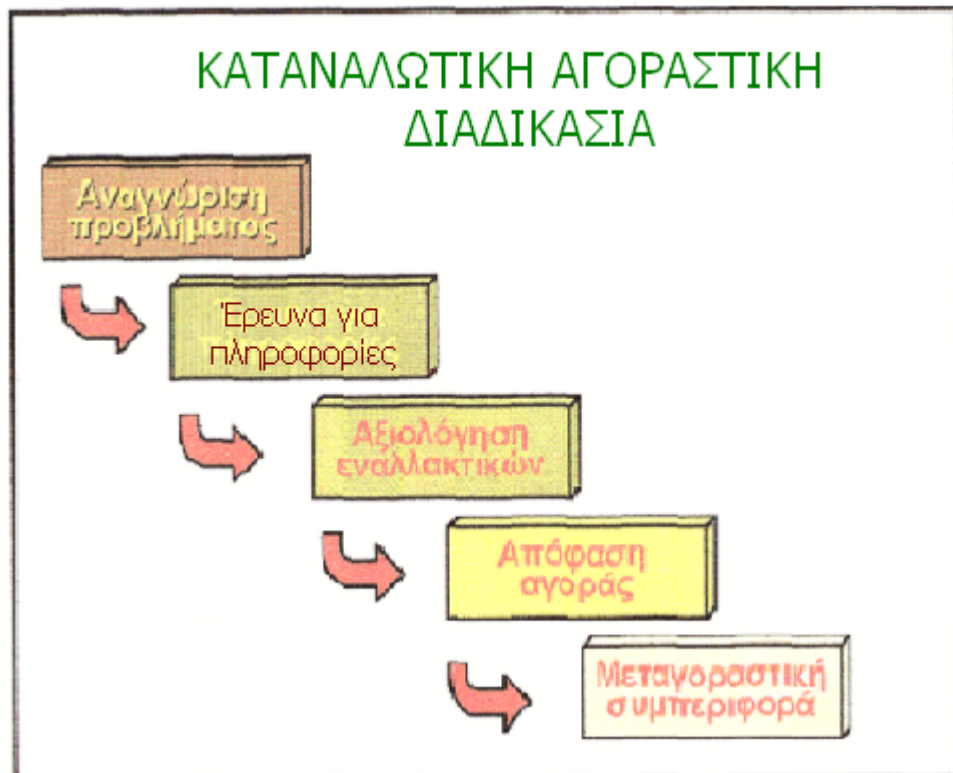 ΚΑΤΑΝΑΛΩΤΙΚΗ ΑΓΟΡΑΣΤΙΚΗ
ΔΙΑΔΙΚΑΣΙΑ
Αναγνώριση
προβλήματος
Έρευνα για
πληροφορίες
Αξιολόγηση
εναλλακτικών
Απόφαση
αγοράς
Μεταγοραστική
συμπεριφορά